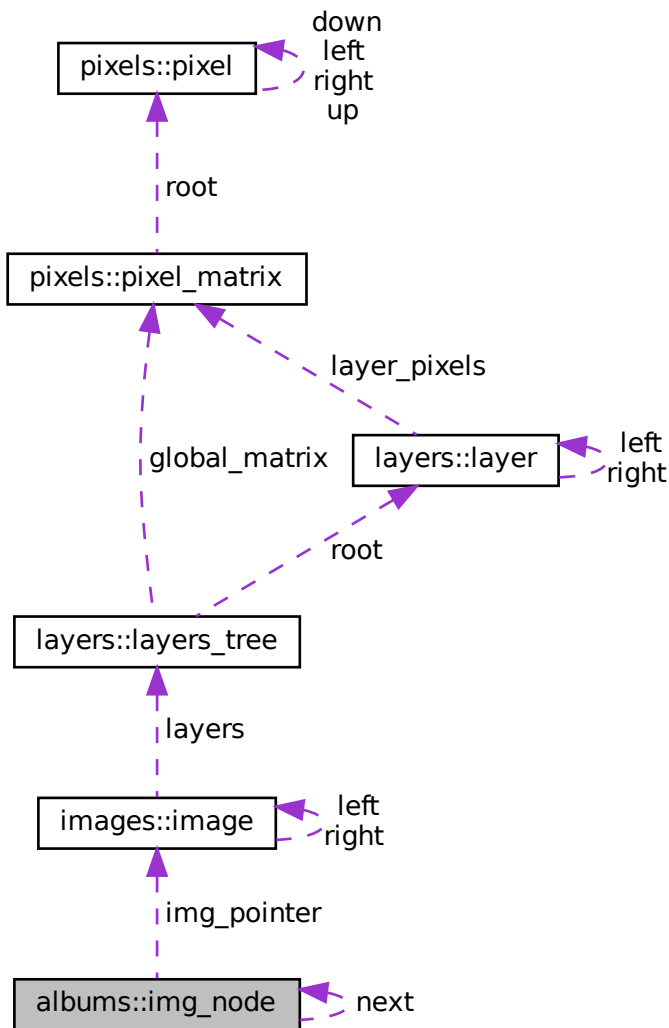 down
left
right
up
pixels::pixel
root
pixels::pixel_matrix
layer_pixels
global_matrix
layers::layer
left
right
root
layers::layers_tree
layers
images::image
left
right
img_pointer
albums::img_node
next